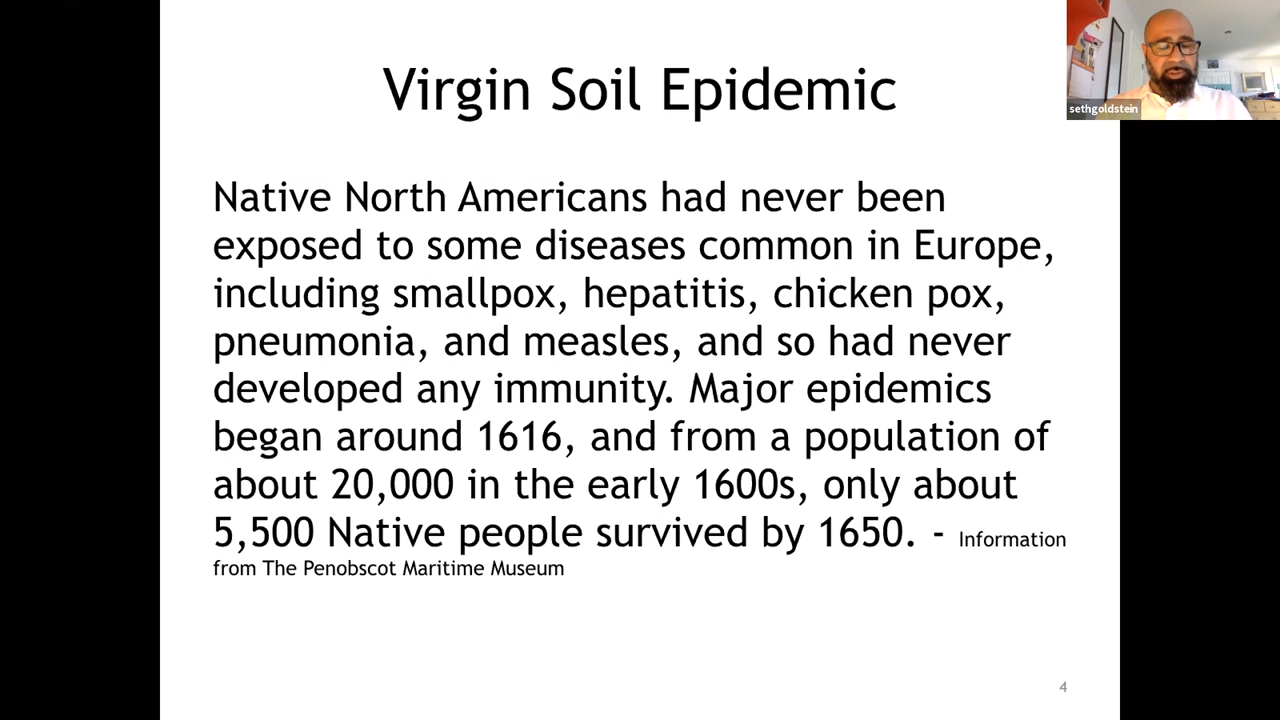 Virgin Soil Epidemic
sethgoldstein
Native North Americans had never been
exposed to some diseases common in Europe,
including smallpox, hepatitis, chicken pox,
pneumonia, and measles, and so had never
developed any immunity. Major epidemics
began around 1616, and from a population of
about 20,000 in the early 1600s, only about
5,500 Native people survived by 1650. - Information
from The Penobscot Maritime Museum
4